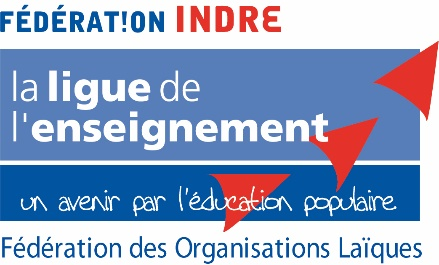 FÉDÉRAT!ON INDRE
la ligue de
l'enseignement
un avenir par l'éducation populaire
Fédération des Organisations Laïques